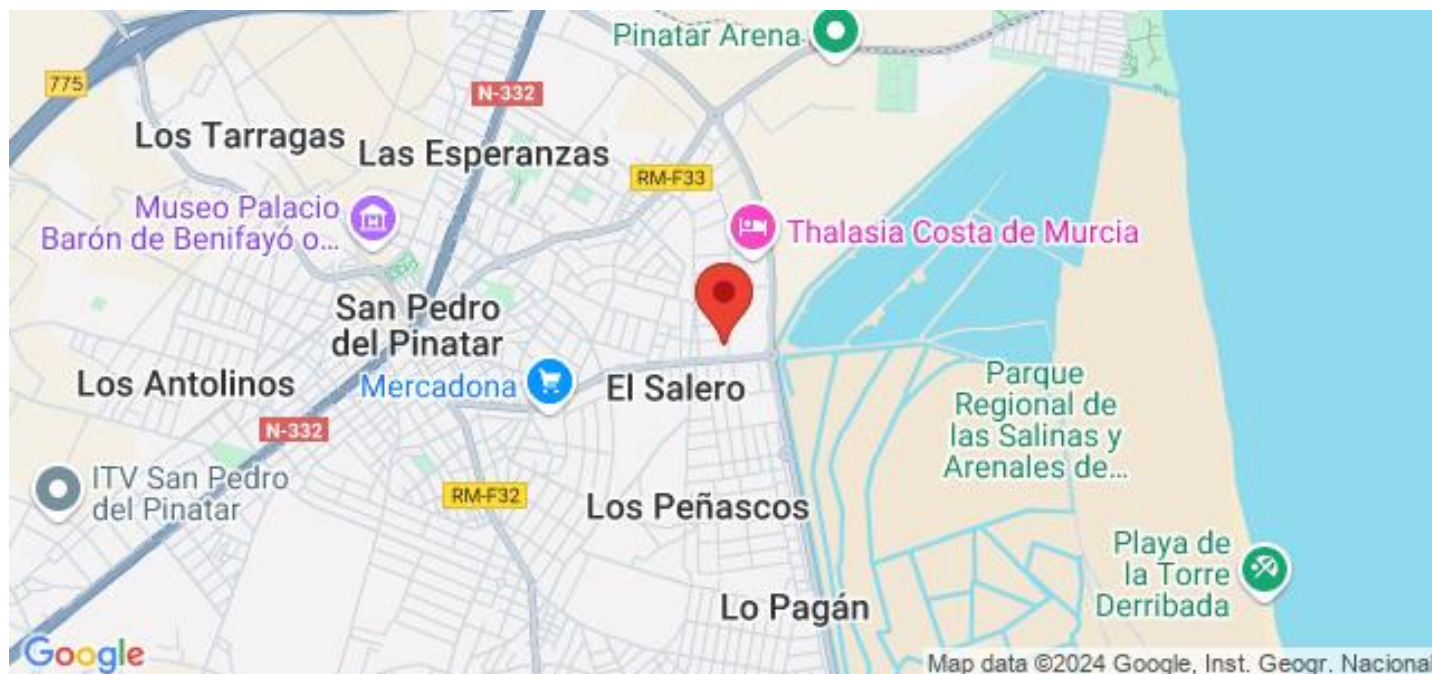 Pinatar Arena
775
N-332
Los Tarragas
Las Esperanzas
RM-F33
Museo Palacio
Barón de Benifayó o...
Thalasia Costa de Murcia
San Pedro
del Pinatar
Los Antolinos
Mercadona
El Salero
Parque
Regional de
las Salinas y
Arenales de...
N-332
ITV San Pedro
del Pinatar
RM-F32
Los Peñascos
Playa de
la Torre
Derribada
Lo Pagán
Google
Map data ©2024 Google, Inst. Geogr. Nacional